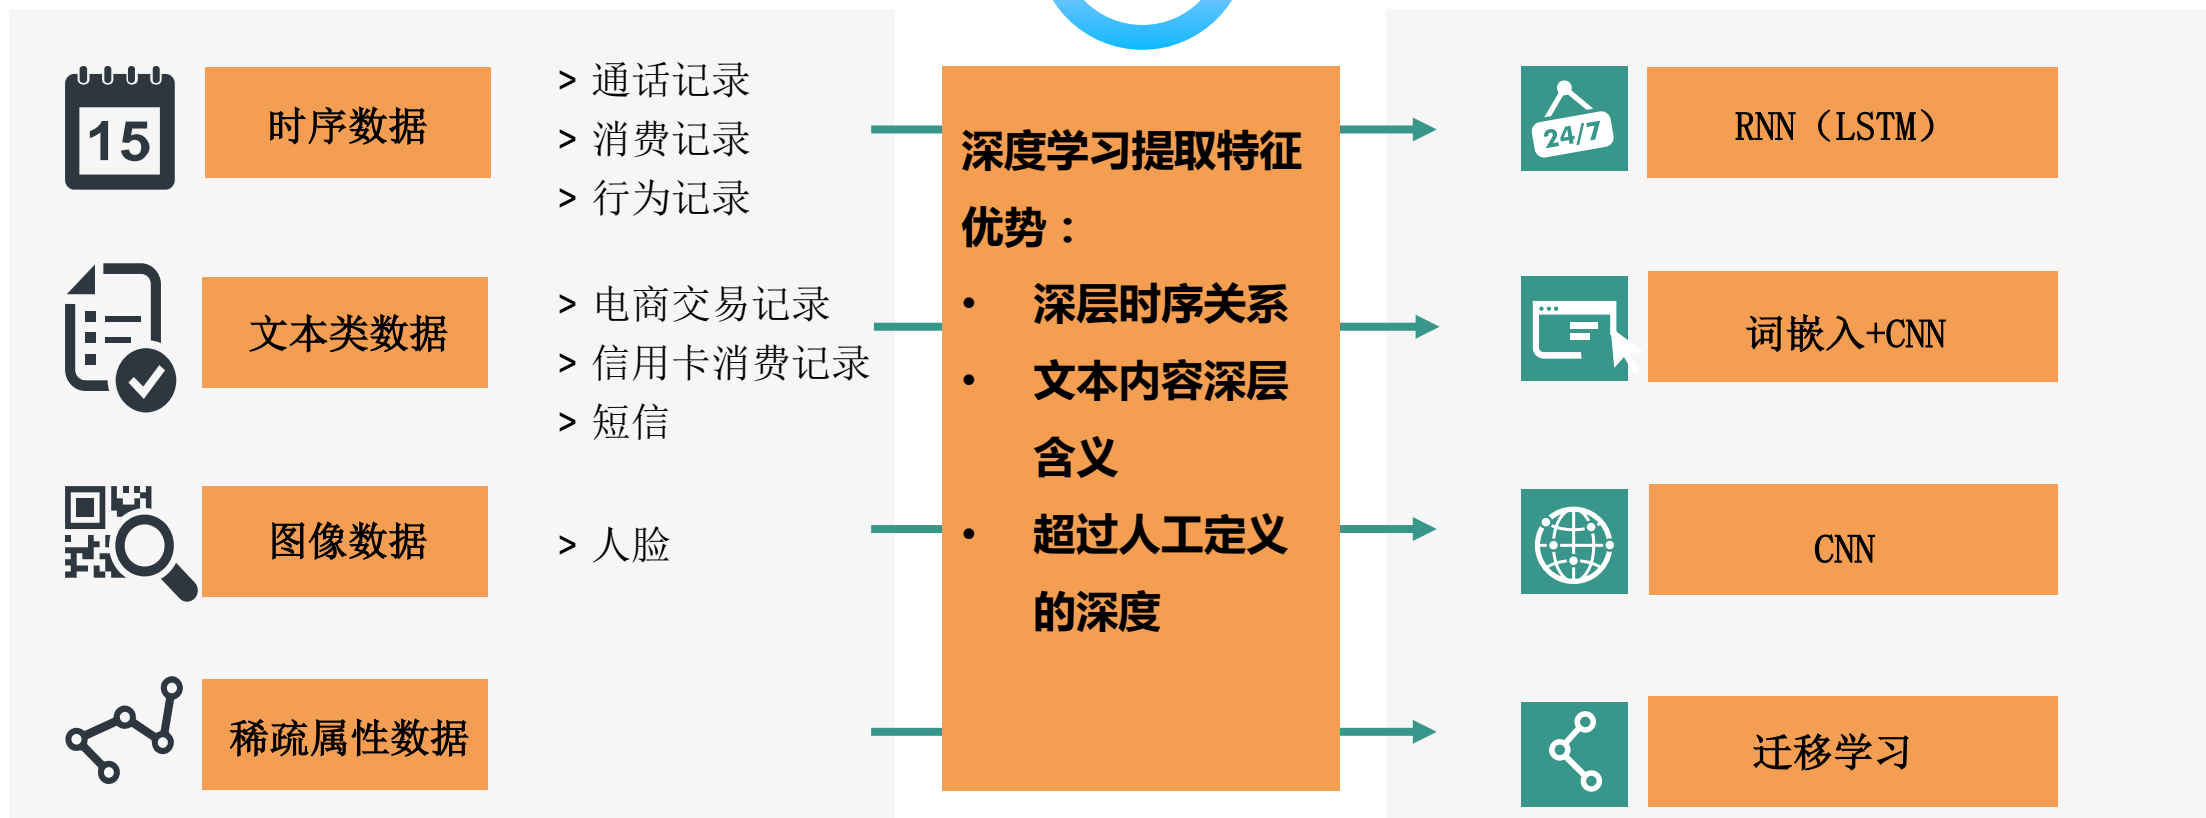 15
时序数据
> 通话记录
> 消费记录
> 行为记录
文本类数据
> 电商交易记录
> 信用卡消费记录
> 短信
图像数据
> 人脸
稀疏属性数据
深度学习提取特征
优势：
• 深层时序关系
• 文本内容深层
含义
• 超过人工定义
的深度
24/7
RNN（LSTM）
词嵌入+CNN
CNN
迁移学习